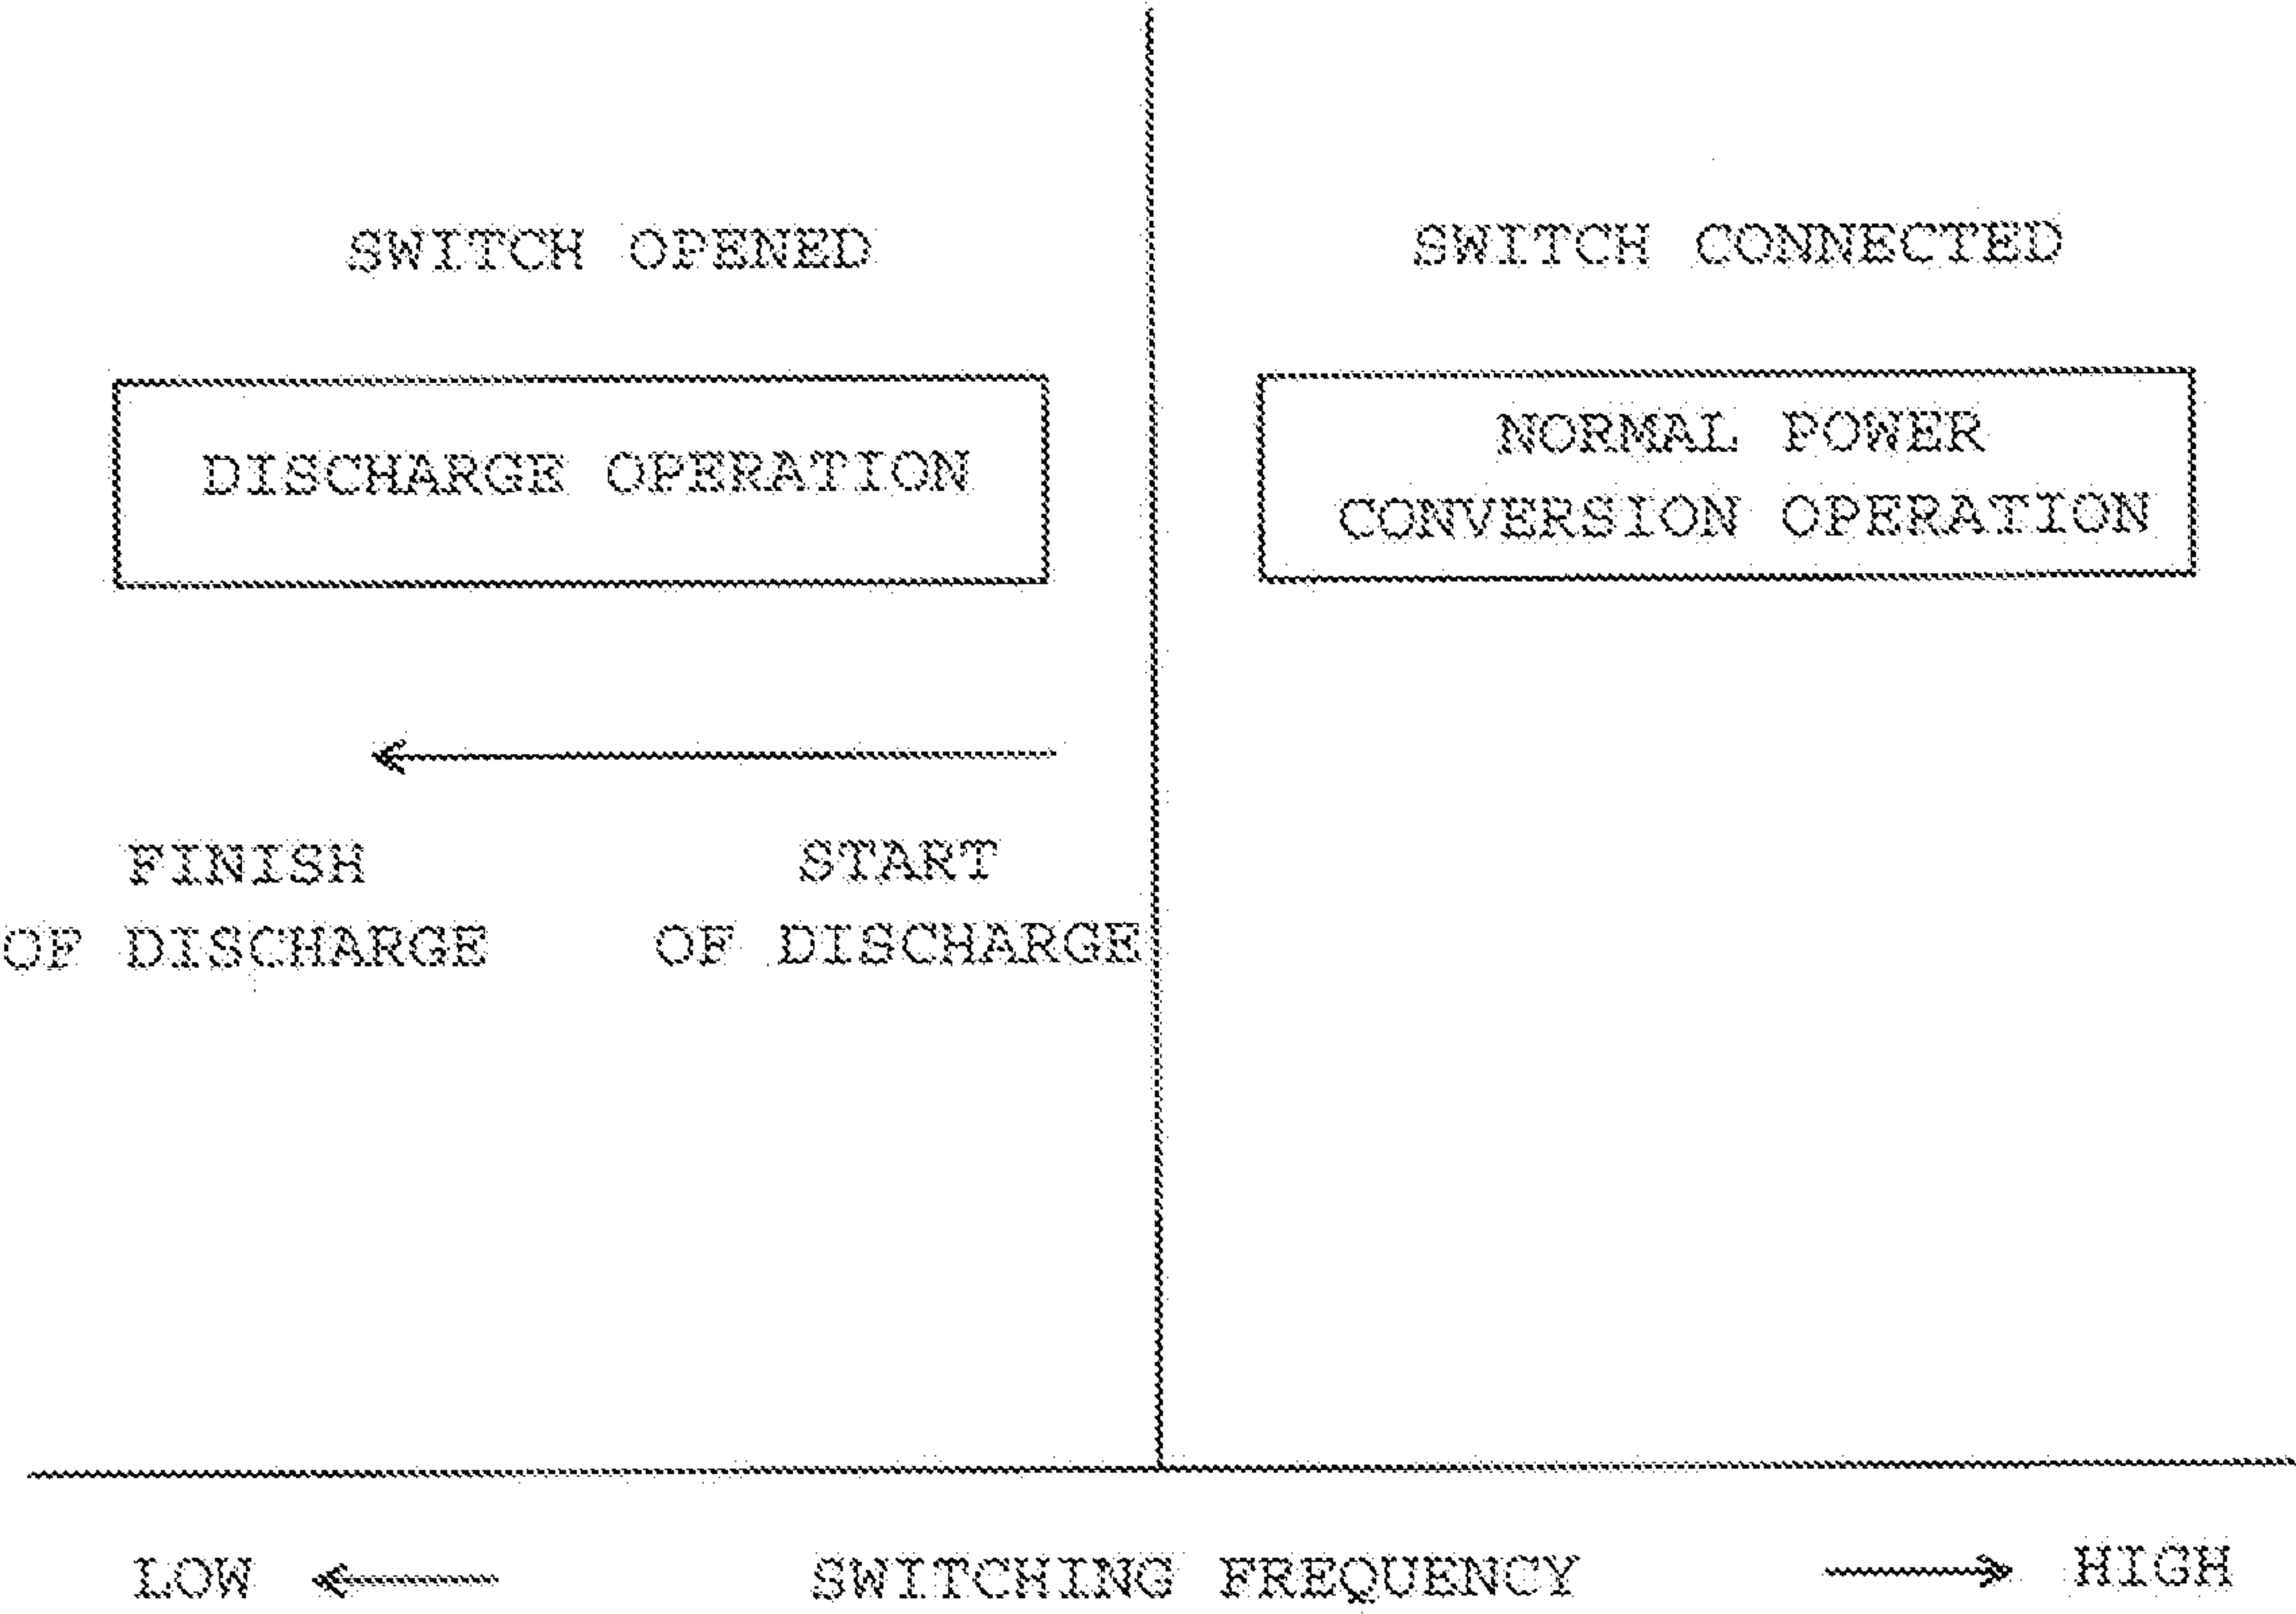 SWITCH OPENED
SWITCH CONNECTED
DISCHARGE OPERATION
NORMAL POWER
CONVERSION OPERATION
FINISH
OF DISCHARGE
START
OF DISCHARGE
LOW
SWITCHING FREQUENCY
HIGH